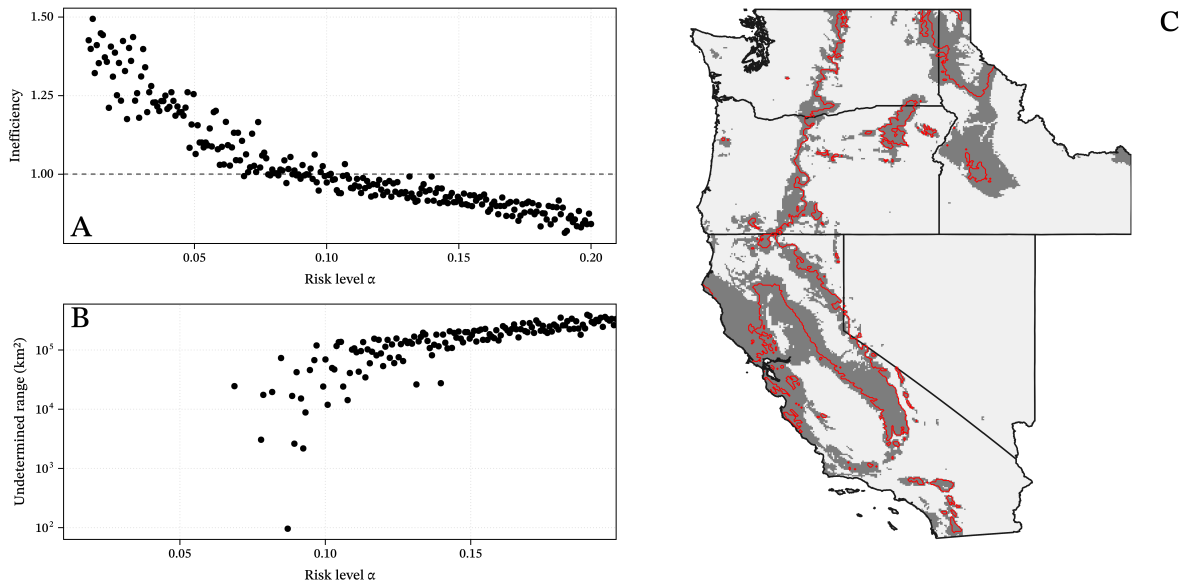 1.50
1.25
1.00
Inefficiency
A
0.05
0.10
0.15
0.20
Risk level α
B
10⁵
10⁴
10³
10²
Undetermined range (km²)
0.05
0.10
0.15
Risk level α
C